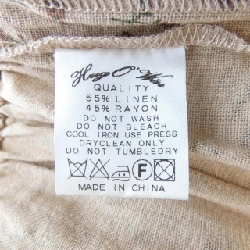 QUALITY
55% LINEN
45% RAYON
DO NOT WASH
DO NOT BLEACH
COOL IRON USE PRESS
DRYCLEAN ONLY
DO NOT TUMBLEDRY
F
MADE IN CHINA